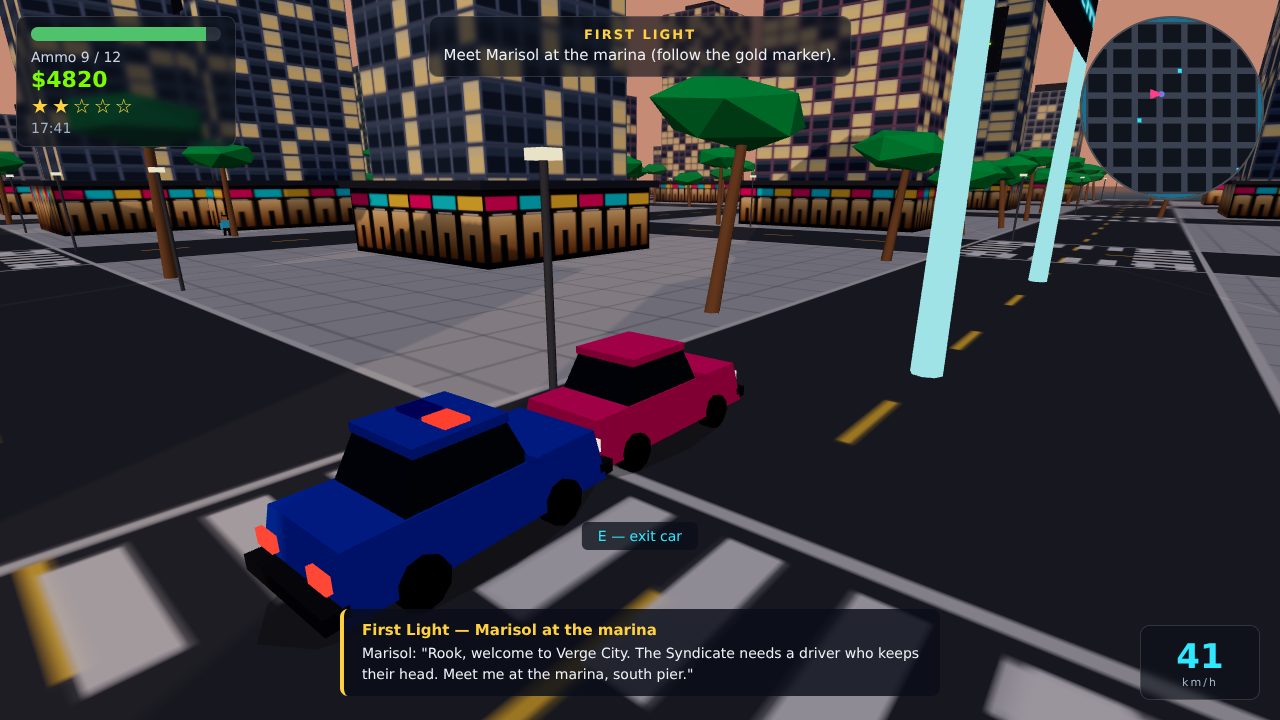 Ammo 9 / 12
$4820
★★☆☆☆
17:41
FIRST LIGHT
Meet Marisol at the marina (follow the gold marker).
E — exit car
First Light — Marisol at the marina
Marisol: "Rook, welcome to Verge City. The Syndicate needs a driver who keeps
their head. Meet me at the marina, south pier."
41
km/h